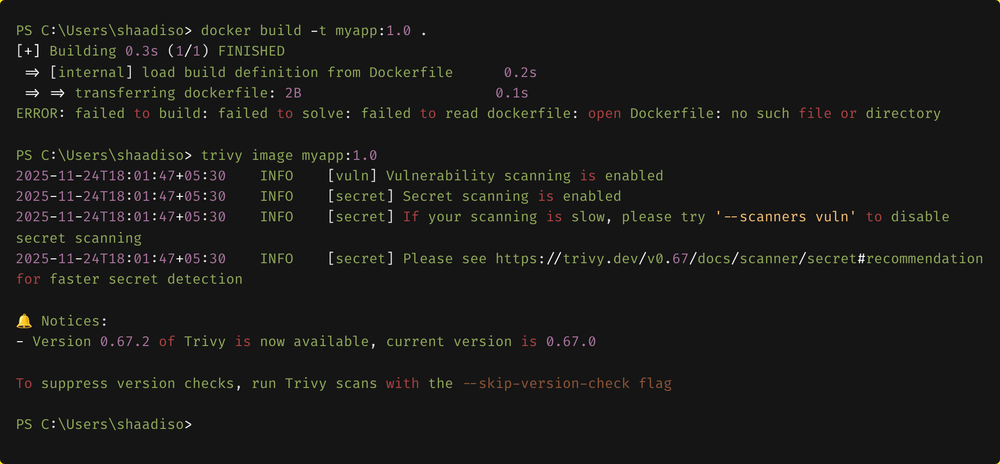 PS C:\Users\shaadiso> docker build -t myapp:1.0 .
[+] Building 0.3s (1/1) FINISHED
 => [internal] load build definition from Dockerfile      0.2s
 => => transferring dockerfile: 2B                       0.1s
ERROR: failed to build: failed to solve: failed to read dockerfile: open Dockerfile: no such file or directory
PS C:\Users\shaadiso> trivy image myapp:1.0
2025-11-24T18:01:47+05:30    INFO    [vuln] Vulnerability scanning is enabled
2025-11-24T18:01:47+05:30    INFO    [secret] Secret scanning is enabled
2025-11-24T18:01:47+05:30    INFO    [secret] If your scanning is slow, please try '--scanners vuln' to disable
secret scanning
2025-11-24T18:01:47+05:30    INFO    [secret] Please see https://trivy.dev/v0.67/docs/scanner/secret#recommendation
for faster secret detection
🔔 Notices:
- Version 0.67.2 of Trivy is now available, current version is 0.67.0
To suppress version checks, run Trivy scans with the --skip-version-check flag
PS C:\Users\shaadiso>